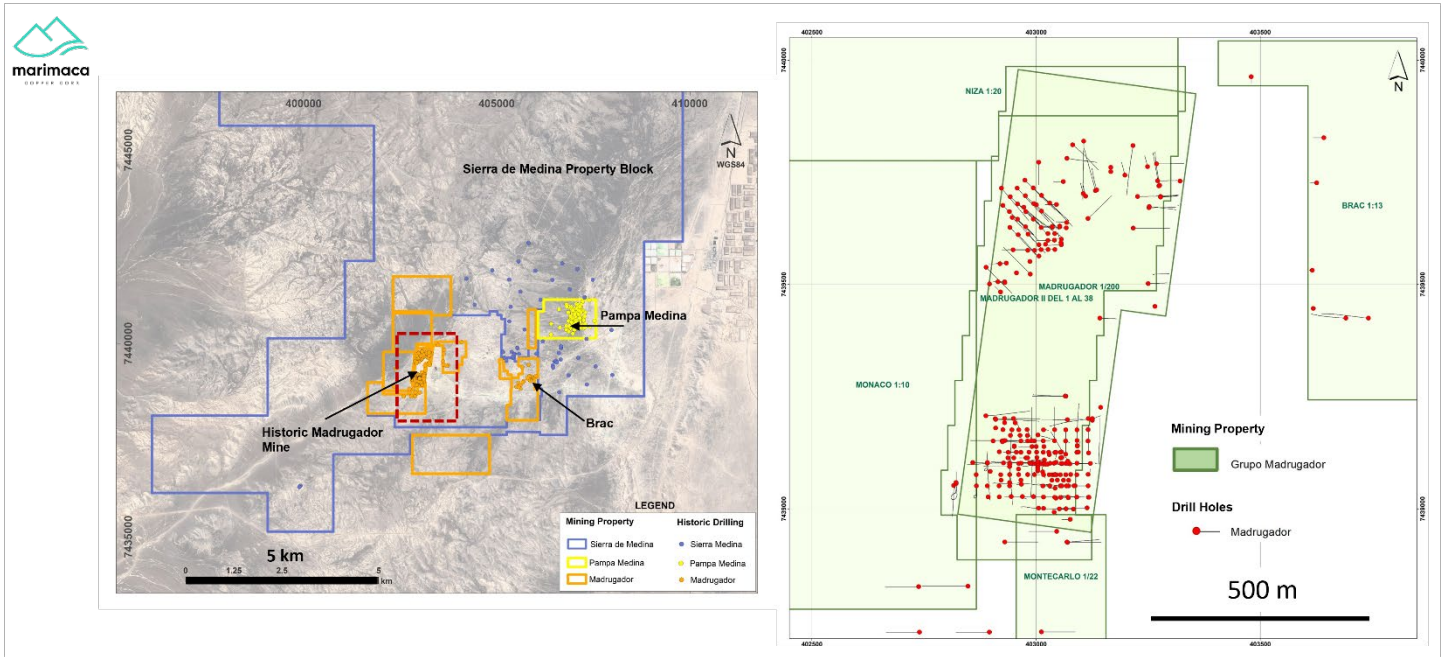 marimaca
COPPER CORP
400000
405000
410000
7445000
7440000
7435000
N
WGS84
Sierra de Medina Property Block
Pampa Medina
Brac
Historic Madrugador
Mine
5 km
0 1.25 2.5 5
km
LEGEND
Mining Property
Historic Drilling
Sierra de Medina
Sierra Medina
Pampa Medina
Pampa Medina
Madrugador
Madrugador
402500
403000
403500
7440000
7439500
7439000
N
NIZA 1:20
BRAC 1:13
MADRUGADOR 1/200
MADRUGADOR II DEL 1 AL 38
MONACO 1:10
MONTECARLO 1/22
Mining Property
Grupo Madrugador
Drill Holes
Madrugador
500 m
402500
403000
403500